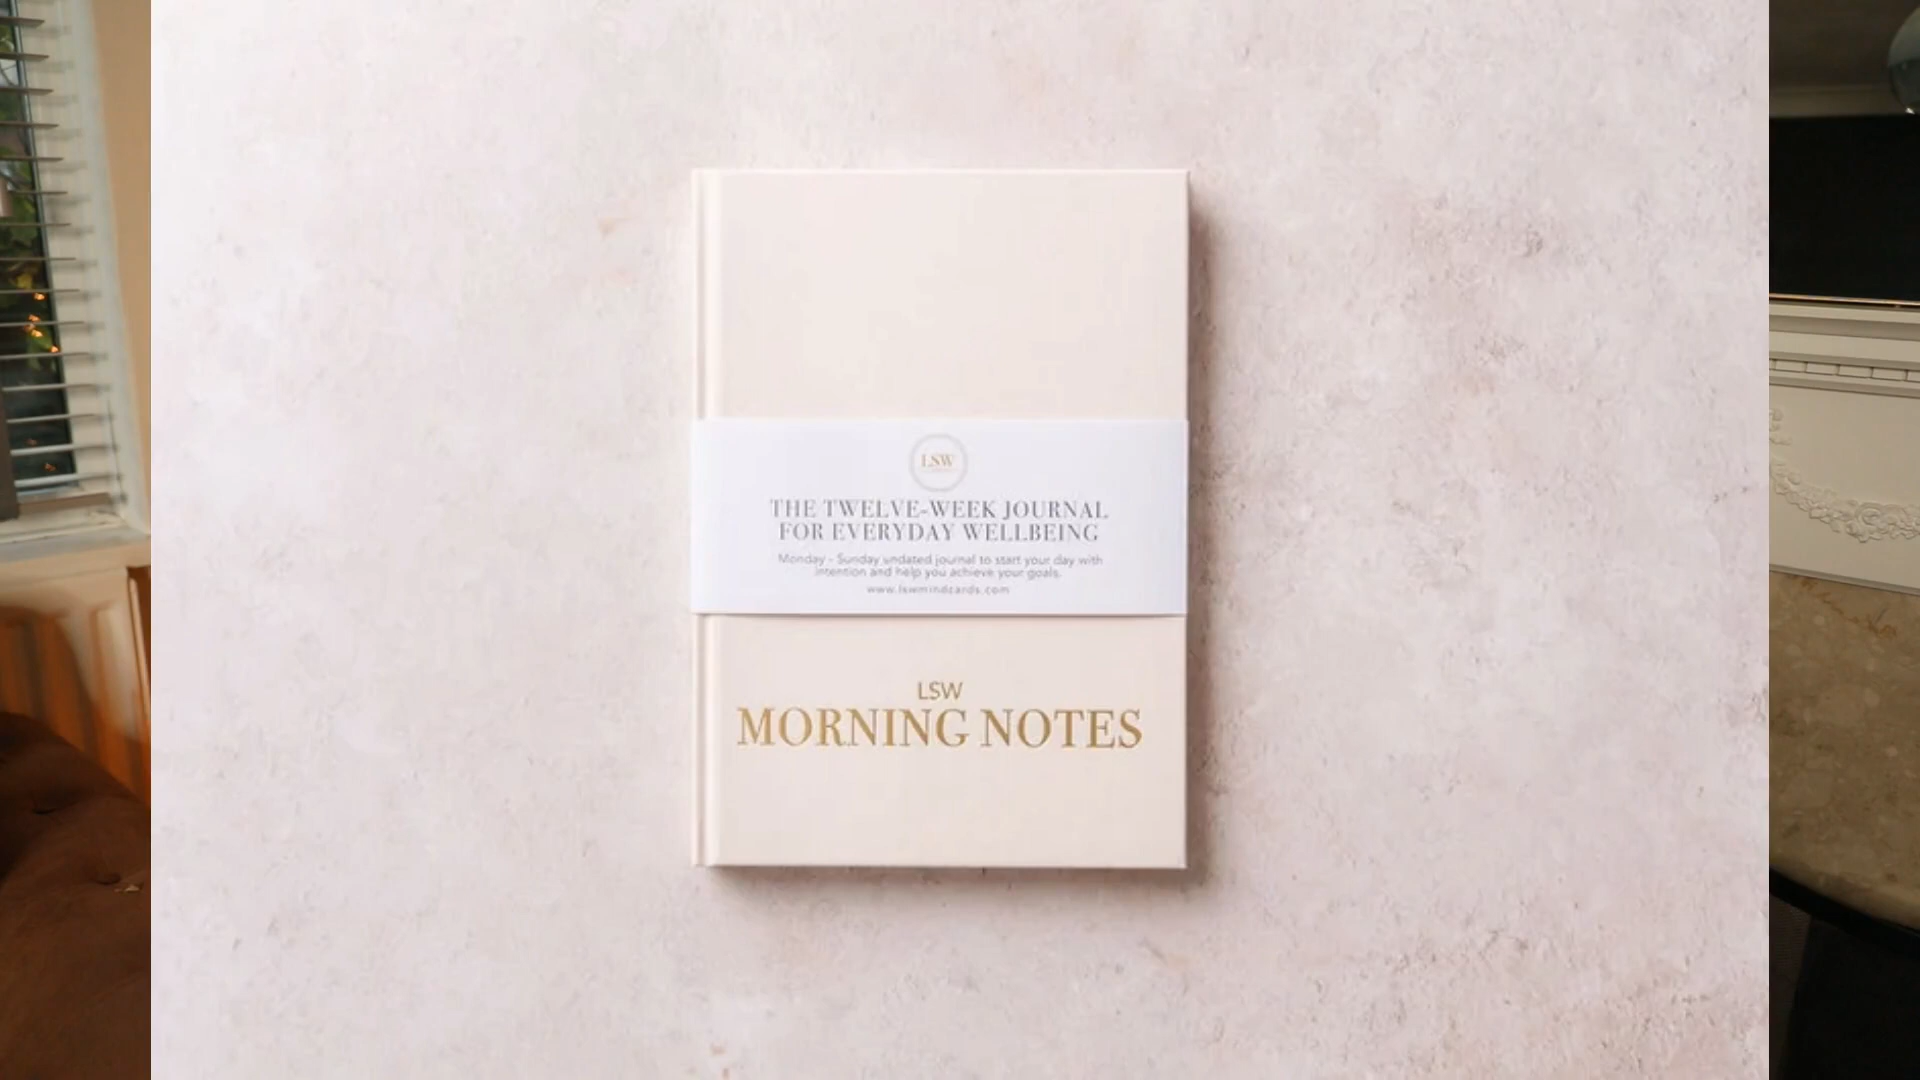 LSW
THE TWELVE-WEEK JOURNAL
FOR EVERYDAY WELLBEING
Monday - Sunday undated journal to start your day with
intention and help you achieve your goals.
www.lswmindcards.com
LSW
MORNING NOTES